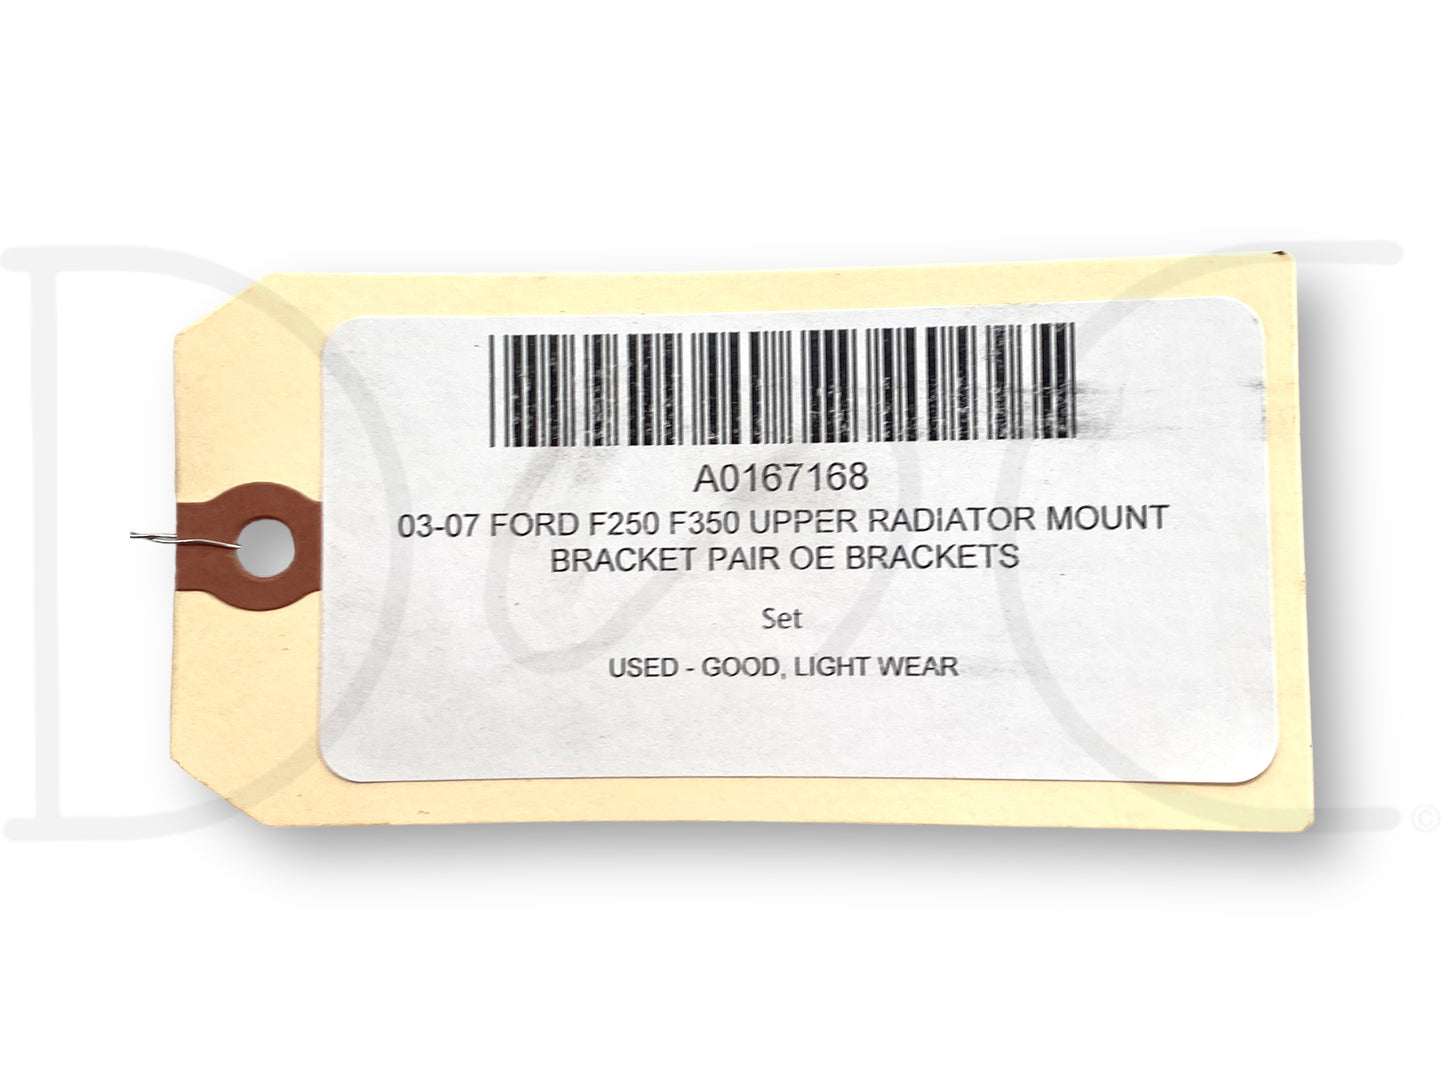 A0167168
03-07 FORD F250 F350 UPPER RADIATOR MOUNT
BRACKET PAIR OE BRACKETS
Set
USED - GOOD, LIGHT WEAR
D C
©